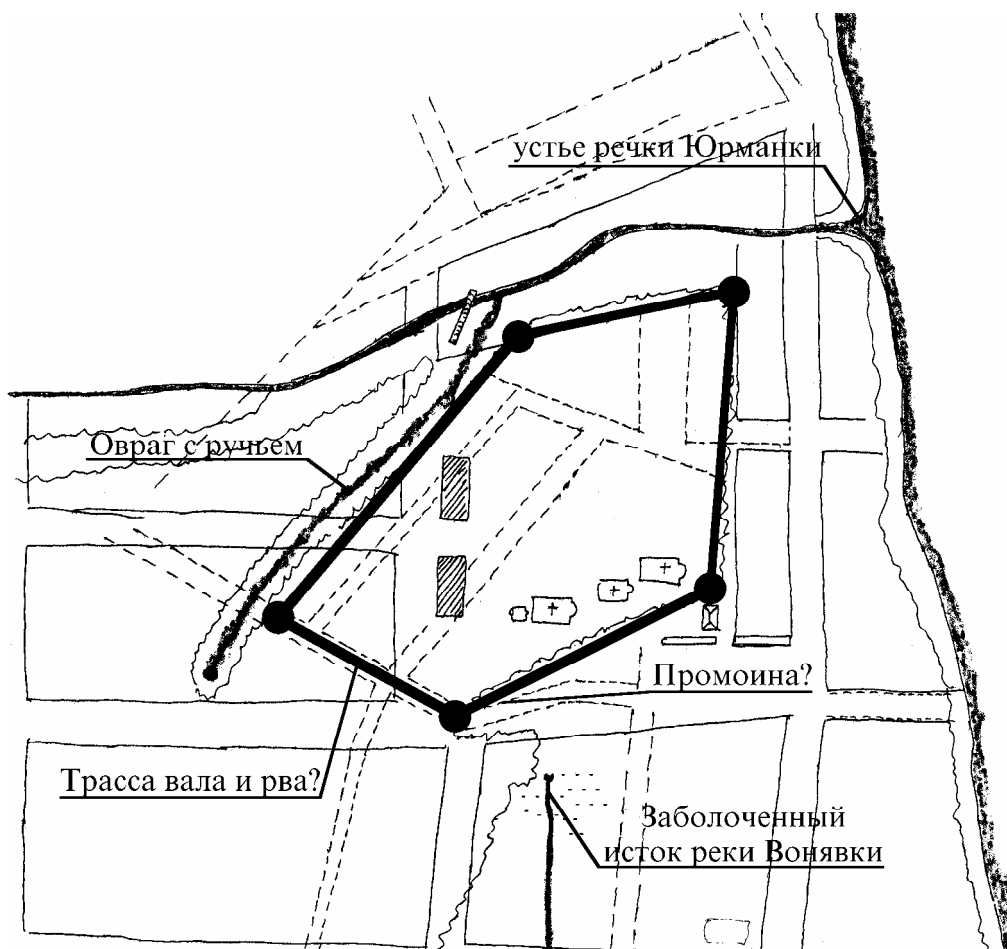 устье речки Юрманки
Овраг с ручьем
Промоина?
Трасса вала и рва?
Заболоченный
исток реки Вонявки